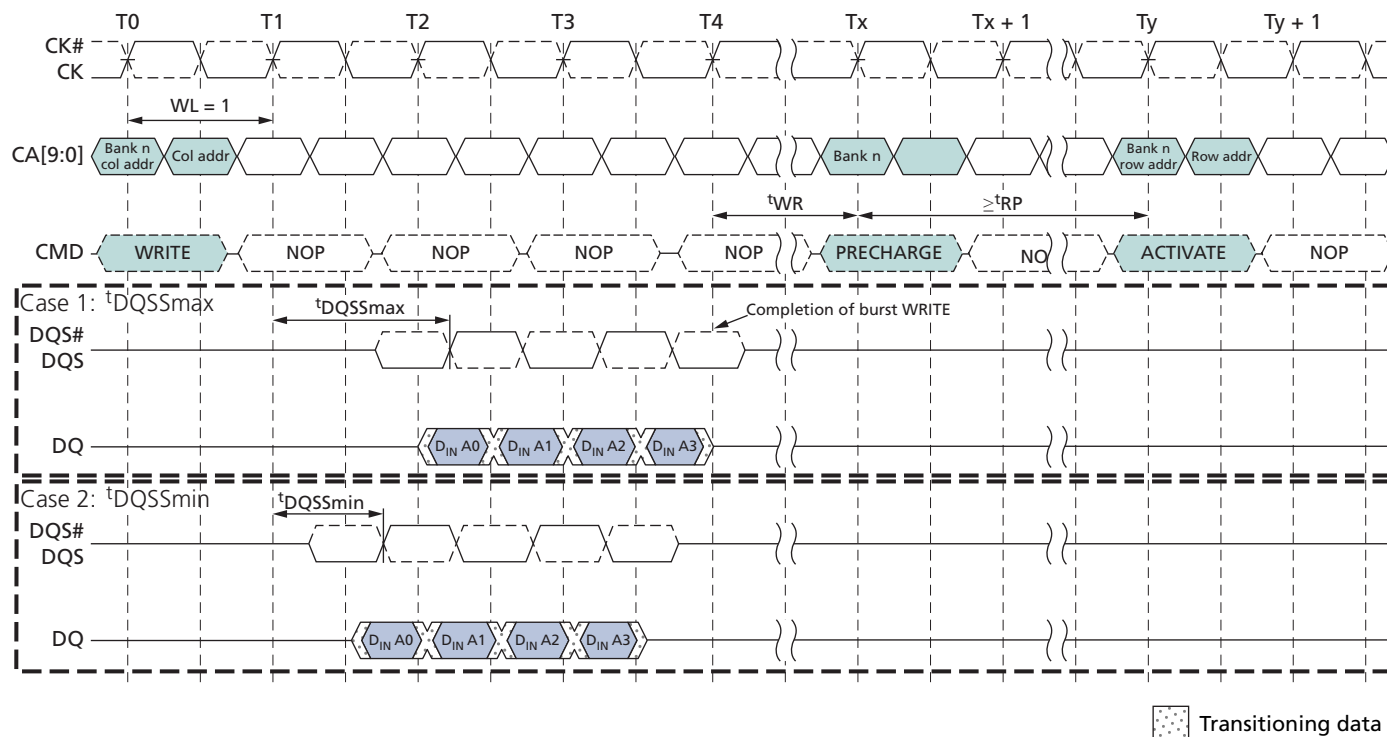 T0 T1 T2 T3 T4 Tx Tx + 1 Ty Ty + 1
CK#
CK
WL = 1
CA[9:0]
Bank n
col addr
Col addr
Bank n
Bank n
row addr
Row addr
tWR
≥tRP
CMD
WRITE NOP NOP NOP NOP PRECHARGE NO ACTIVATE NOP
Case 1: tDQSSmax
tDQSSmax
Completion of burst WRITE
DQS#
DQS
DQ
DIN A0 DIN A1 DIN A2 DIN A3
Case 2: tDQSSmin
tDQSSmin
DQS#
DQS
DQ
DIN A0 DIN A1 DIN A2 DIN A3
Transitioning data